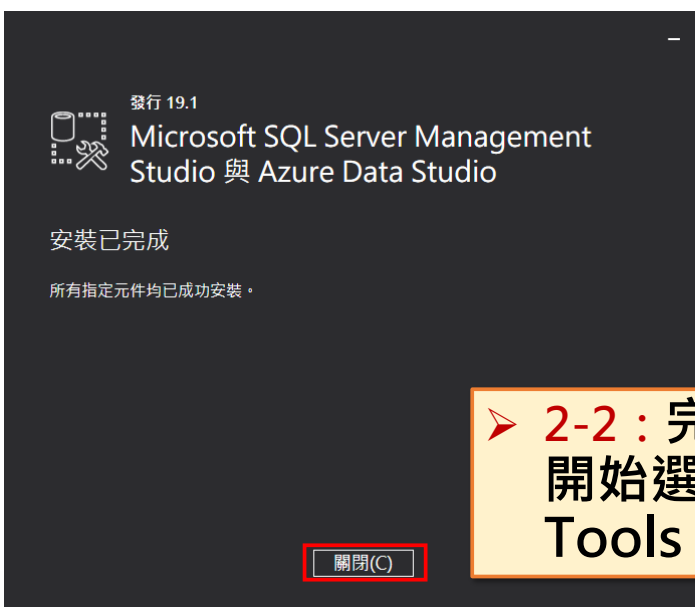 發行 19.1
Microsoft SQL Server Management
Studio 與 Azure Data Studio
安裝已完成
所有指定元件均已成功安裝。
➢ 2-2：完
開始選
Tools
關閉(C)